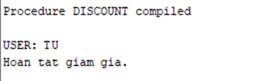 Procedure DISCOUNT compiled
USER: TU
Hoan tat giam gia.